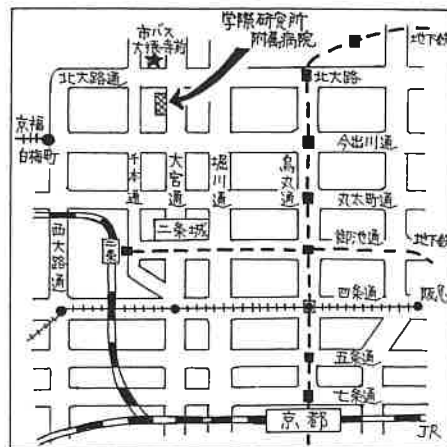 市バス
大徳寺前
学際研究所
附属病院
地下鉄
北大路通
北大路
京福
白梅町
今出川通
千本通
大宮通
堀川通
烏丸通
丸太町通
西大路通
二条
二条城
御池通
地下鉄
四条通
阪急
五条通
七条通
京都
JR